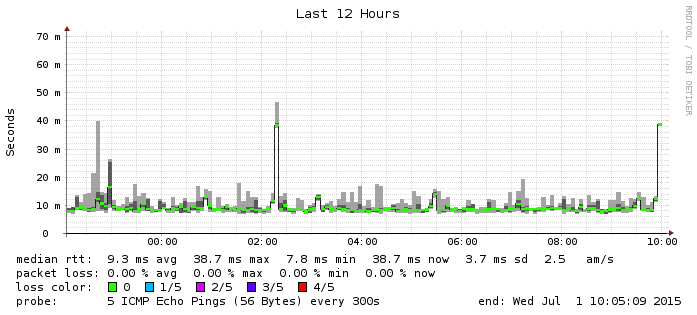 Last 12 Hours
RRDTOOL / TOBI OETIKER
Seconds
70 m
60 m
50 m
40 m
30 m
20 m
10 m
0
00:00 02:00 04:00 06:00 08:00 10:00
median rtt: 9.3 ms avg 38.7 ms max 7.8 ms min 38.7 ms now 3.7 ms sd 2.5 am/s
packet loss: 0.00 % avg 0.00 % max 0.00 % min 0.00 % now
loss color: 0 1/5 2/5 3/5 4/5
probe: 5 ICMP Echo Pings (56 Bytes) every 300s end: Wed Jul 1 10:05:09 2015